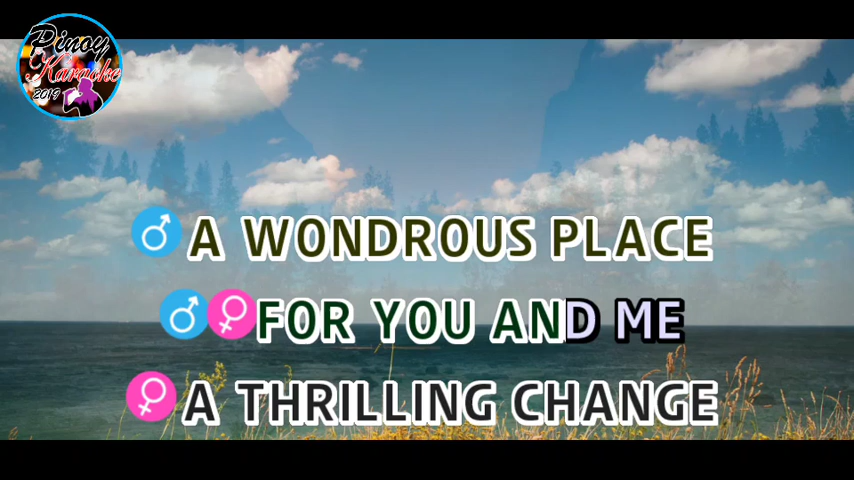 Pinoy
Karaoke
2019
A WONDROUS PLACE
FOR YOU AND ME
A THRILLING CHANGE